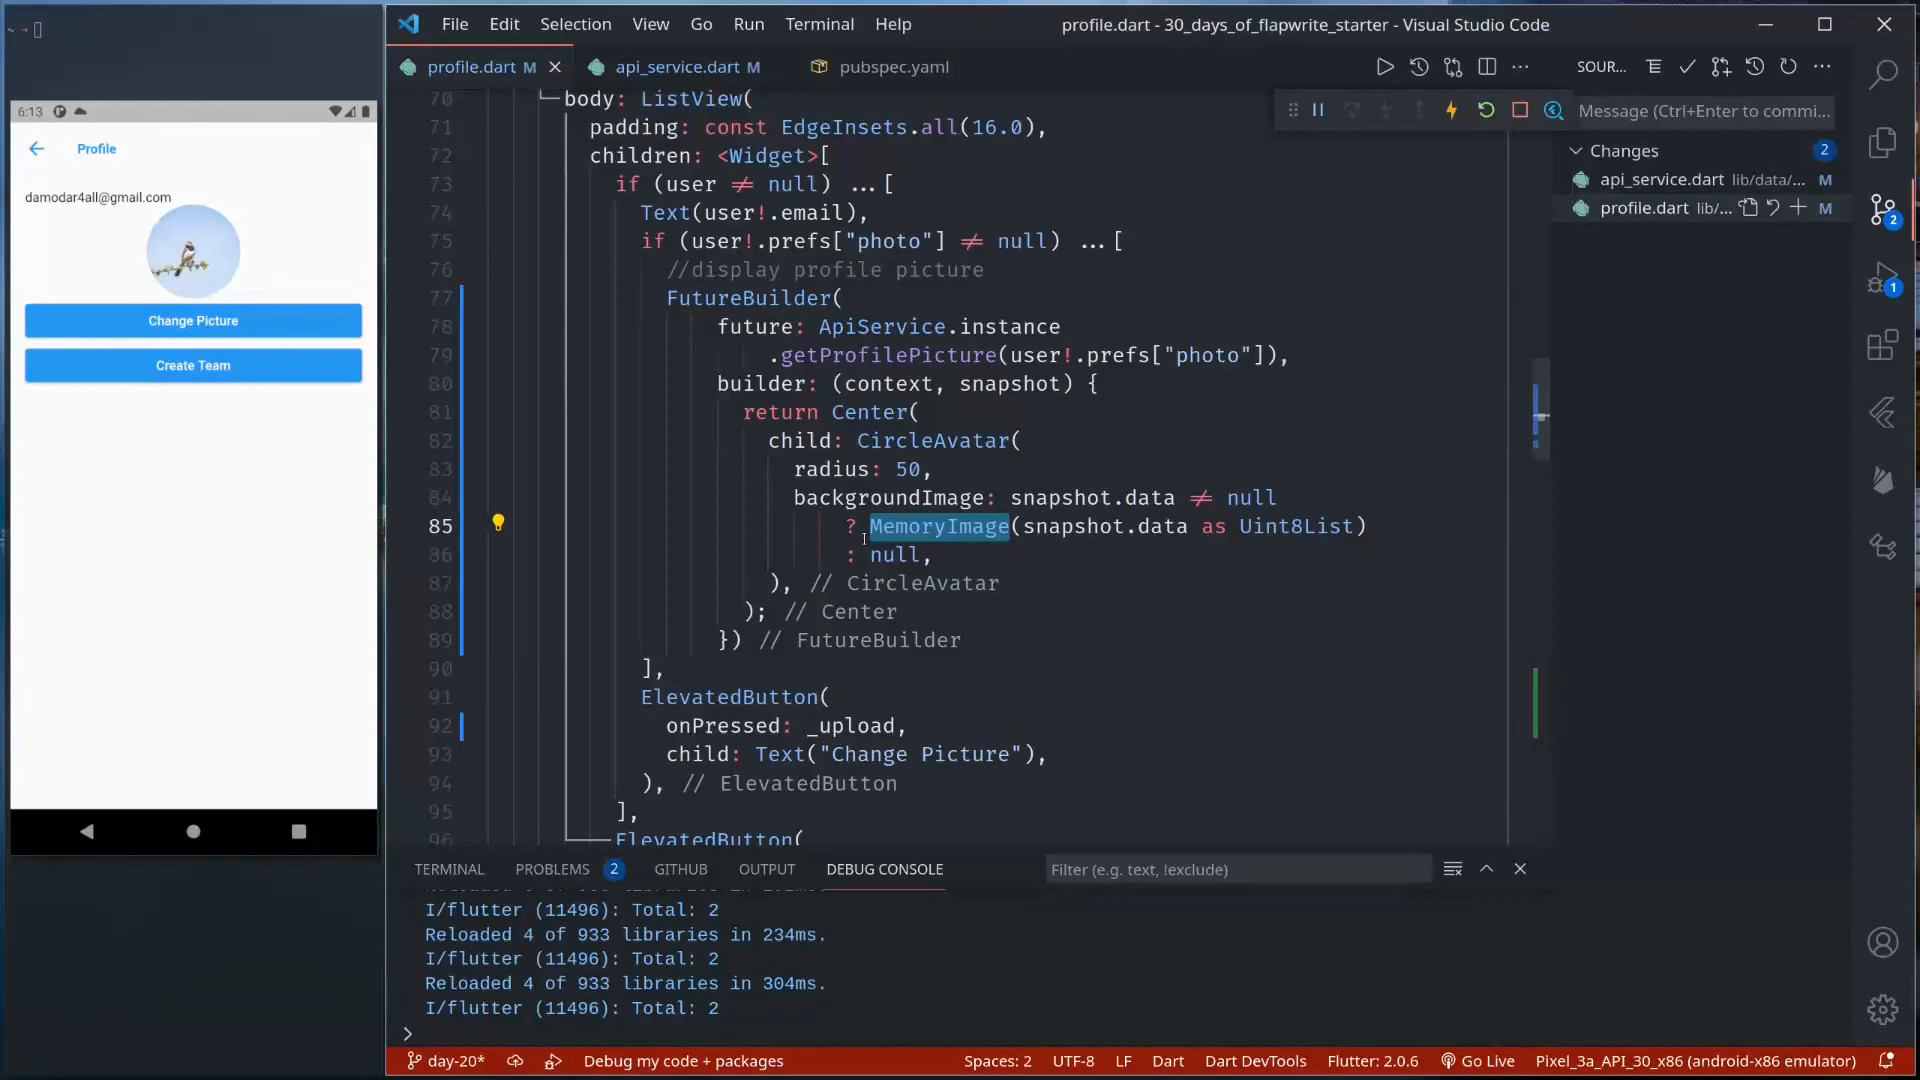 ~ →
6:13
Profile
damodar4all@gmail.com
Change Picture
Create Team
File Edit Selection View Go Run Terminal Help
profile.dart - 30_days_of_flapwrite_starter - Visual Studio Code
profile.dart M
api_service.dart M
pubspec.yaml
SOUR...
Message (Ctrl+Enter to commi...
Changes 2
api_service.dart lib/data/... M
profile.dart lib/... M
2
1
70 body: ListView(
71 padding: const EdgeInsets.all(16.0),
72 children: <Widget>[
73 if (user ≠ null) ...[
74 Text(user!.email),
75 if (user!.prefs["photo"] ≠ null) ...[
76 //display profile picture
77 FutureBuilder(
78 future: ApiService.instance
79 .getProfilePicture(user!.prefs["photo"]),
80 builder: (context, snapshot) {
81 return Center(
82 child: CircleAvatar(
83 radius: 50,
84 backgroundImage: snapshot.data ≠ null
85 ? MemoryImage(snapshot.data as Uint8List)
86 : null,
87 ), // CircleAvatar
88 ); // Center
89 }) // FutureBuilder
90 ],
91 ElevatedButton(
92 onPressed: _upload,
93 child: Text("Change Picture"),
94 ), // ElevatedButton
95 ],
96 ElevatedButton(
TERMINAL PROBLEMS 2 GITHUB OUTPUT DEBUG CONSOLE
Filter (e.g. text, !exclude)
I/flutter (11496): Total: 2
Reloaded 4 of 933 libraries in 234ms.
I/flutter (11496): Total: 2
Reloaded 4 of 933 libraries in 304ms.
I/flutter (11496): Total: 2
>
day-20* Debug my code + packages Spaces: 2 UTF-8 LF Dart Dart DevTools Flutter: 2.0.6 Go Live Pixel_3a_API_30_x86 (android-x86 emulator)